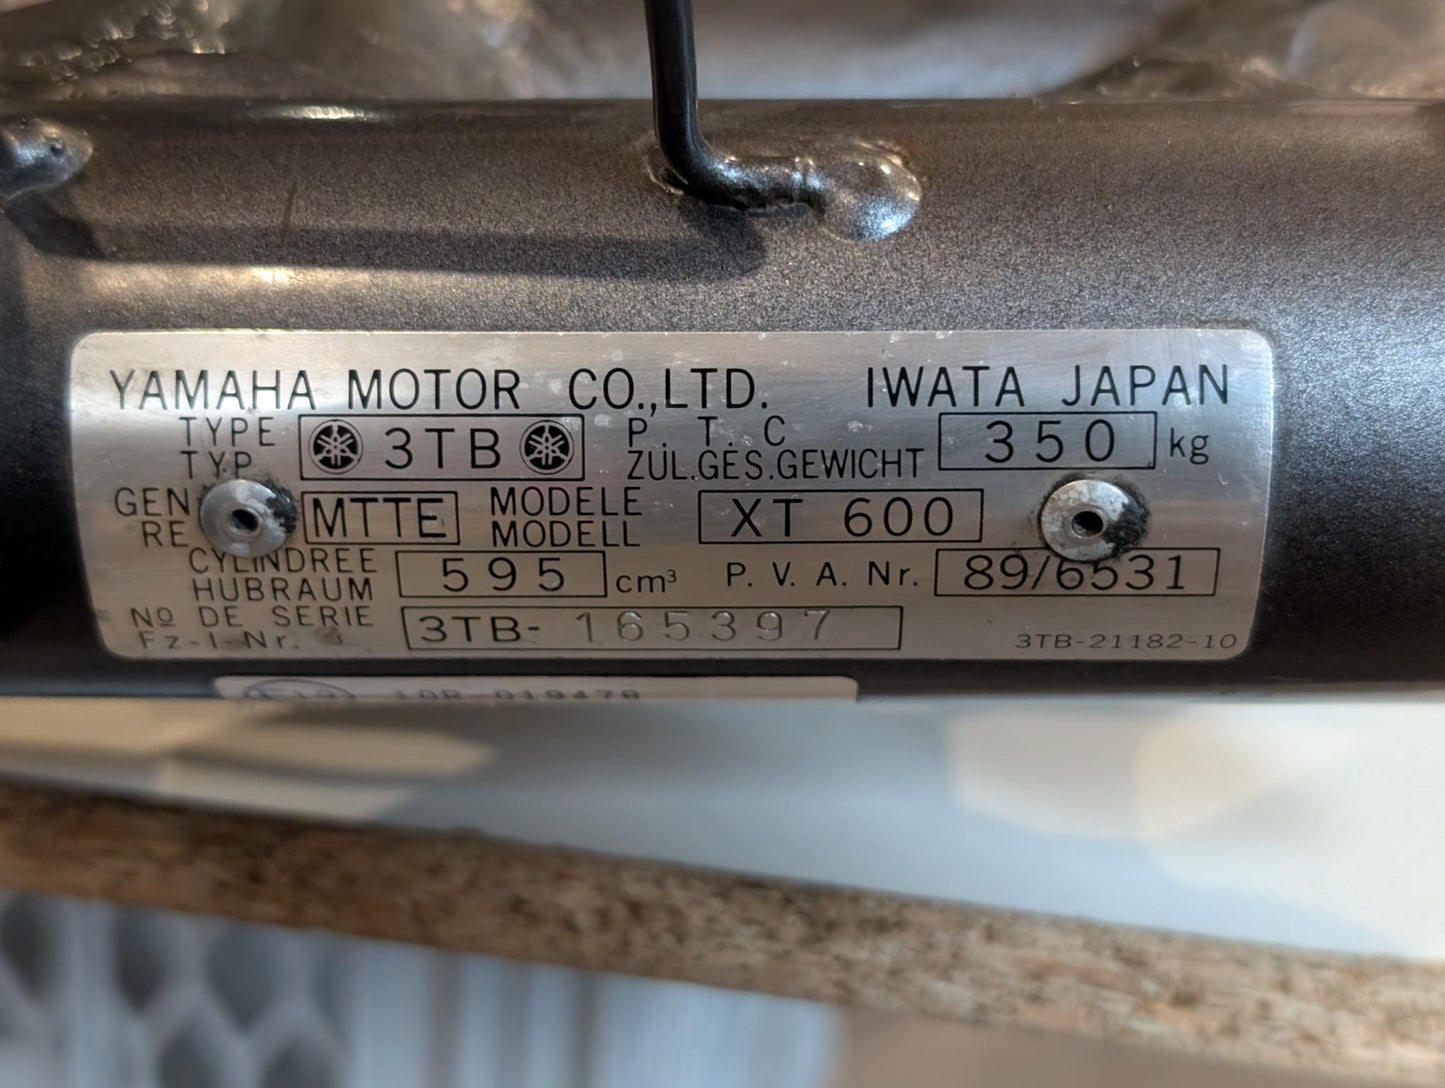 YAMAHA MOTOR CO.,LTD. IWATA JAPAN
TYPE
TYP
3TB
P. T. C
ZUL.GES.GEWICHT
350 kg
GEN
RE
MTTE
MODELE
MODELL
XT 600
CYLINDREE
HUBRAUM
595 cm³
P. V. A. Nr. 89/6531
Nº DE SERIE
Fz-I-Nr.
3TB- 165397
3TB-21182-10
10R-019478